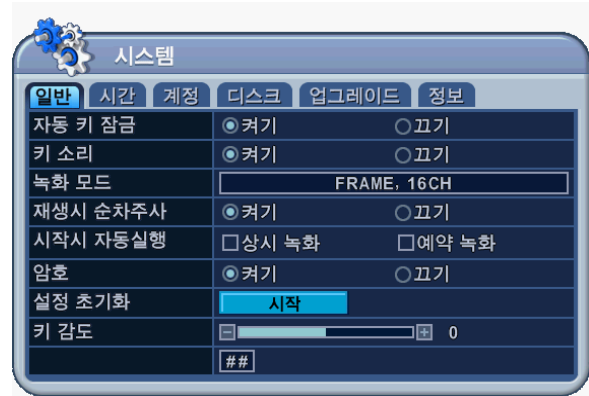 시스템
일반 시간 계정 디스크 업그레이드 정보
자동 키 잠금 켜기 끄기
키 소리 켜기 끄기
녹화 모드 FRAME, 16CH
재생시 순차주사 켜기 끄기
시작시 자동실행 상시 녹화 예약 녹화
암호 켜기 끄기
설정 초기화 시작
키 감도 - + 0
##